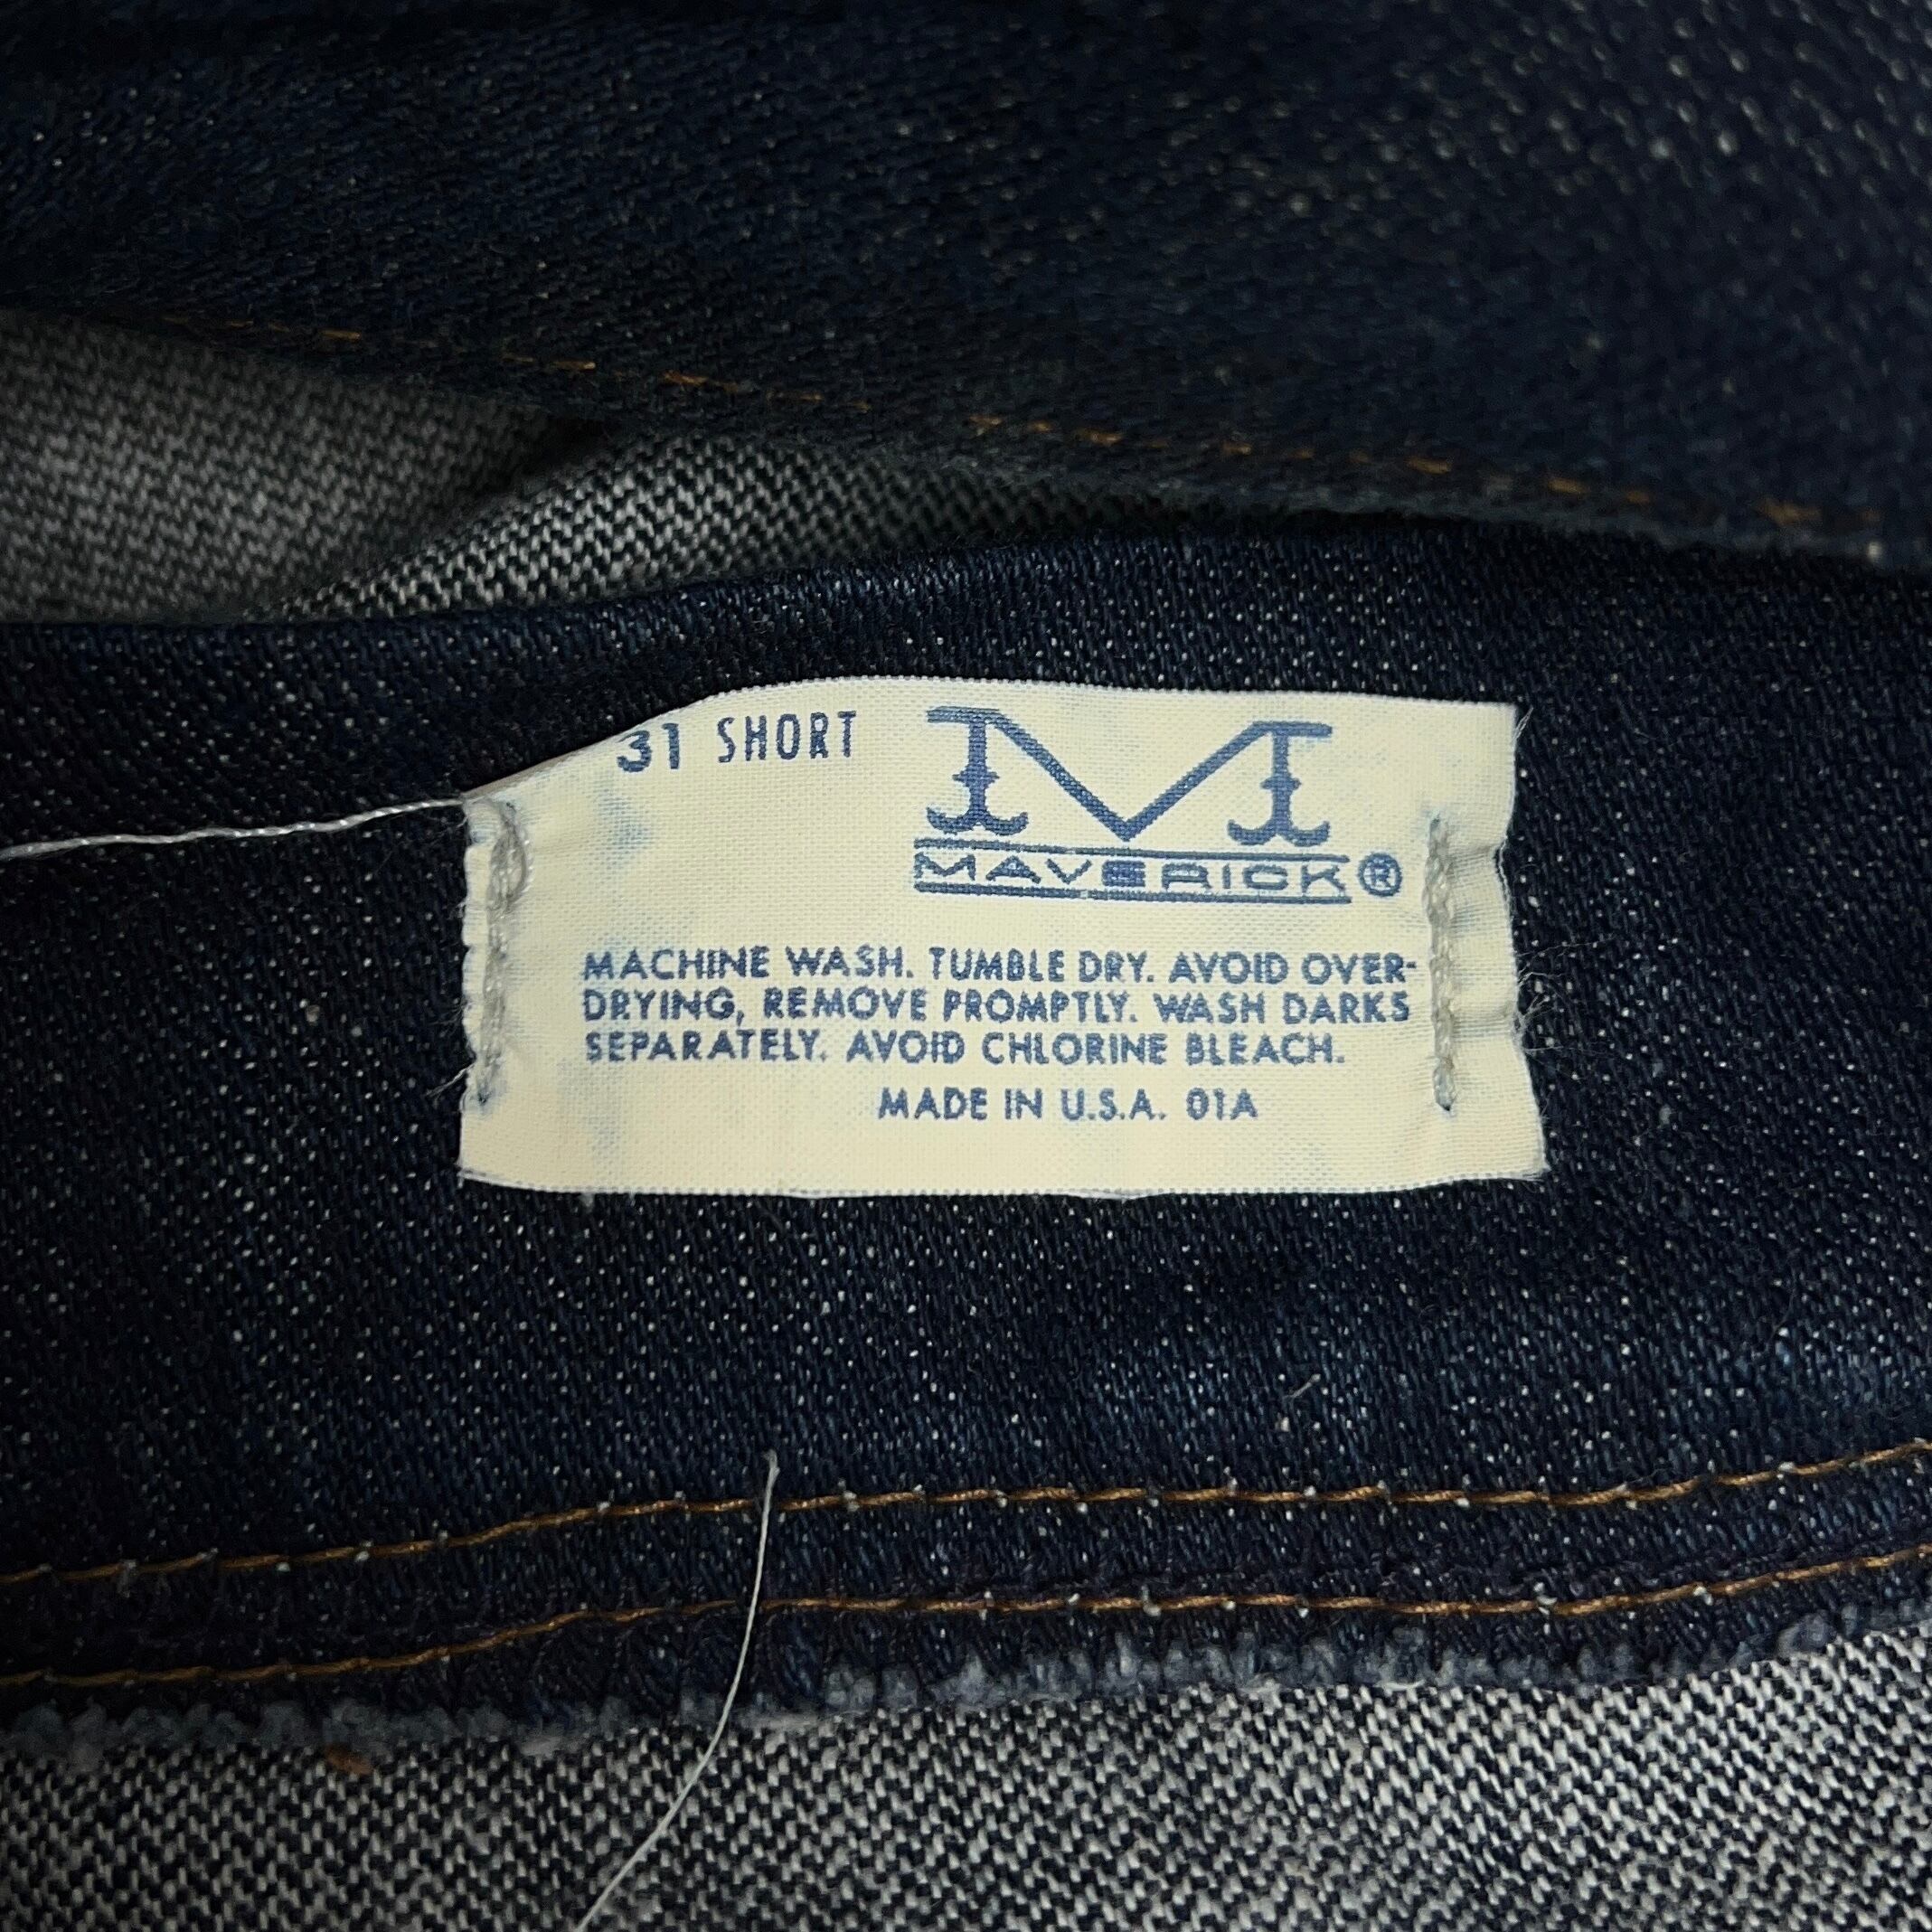 31 SHORT
M
MAVERICK®
MACHINE WASH. TUMBLE DRY. AVOID OVER-
DRYING, REMOVE PROMPTLY. WASH DARKS
SEPARATELY. AVOID CHLORINE BLEACH.
MADE IN U.S.A. 01A